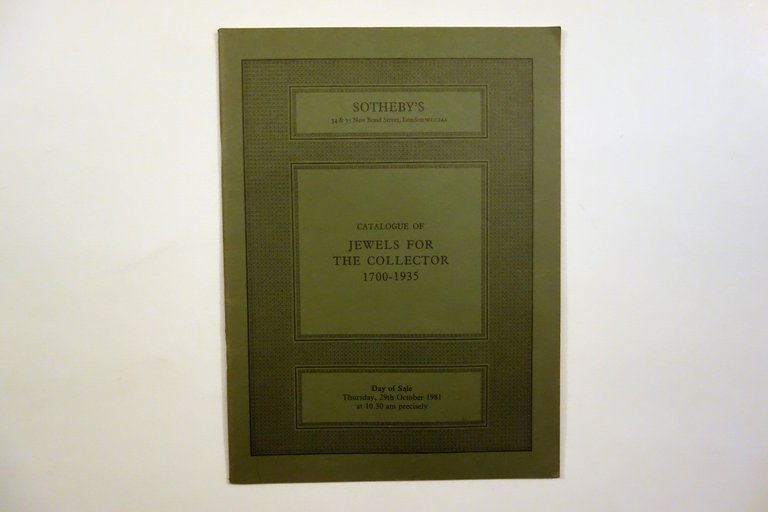 SOTHEBY'S
34 & 35 New Bond Street, London W1A 2AA
CATALOGUE OF
JEWELS FOR
THE COLLECTOR
1700-1935
Day of Sale
Thursday, 29th October 1981
at 10.30 am precisely